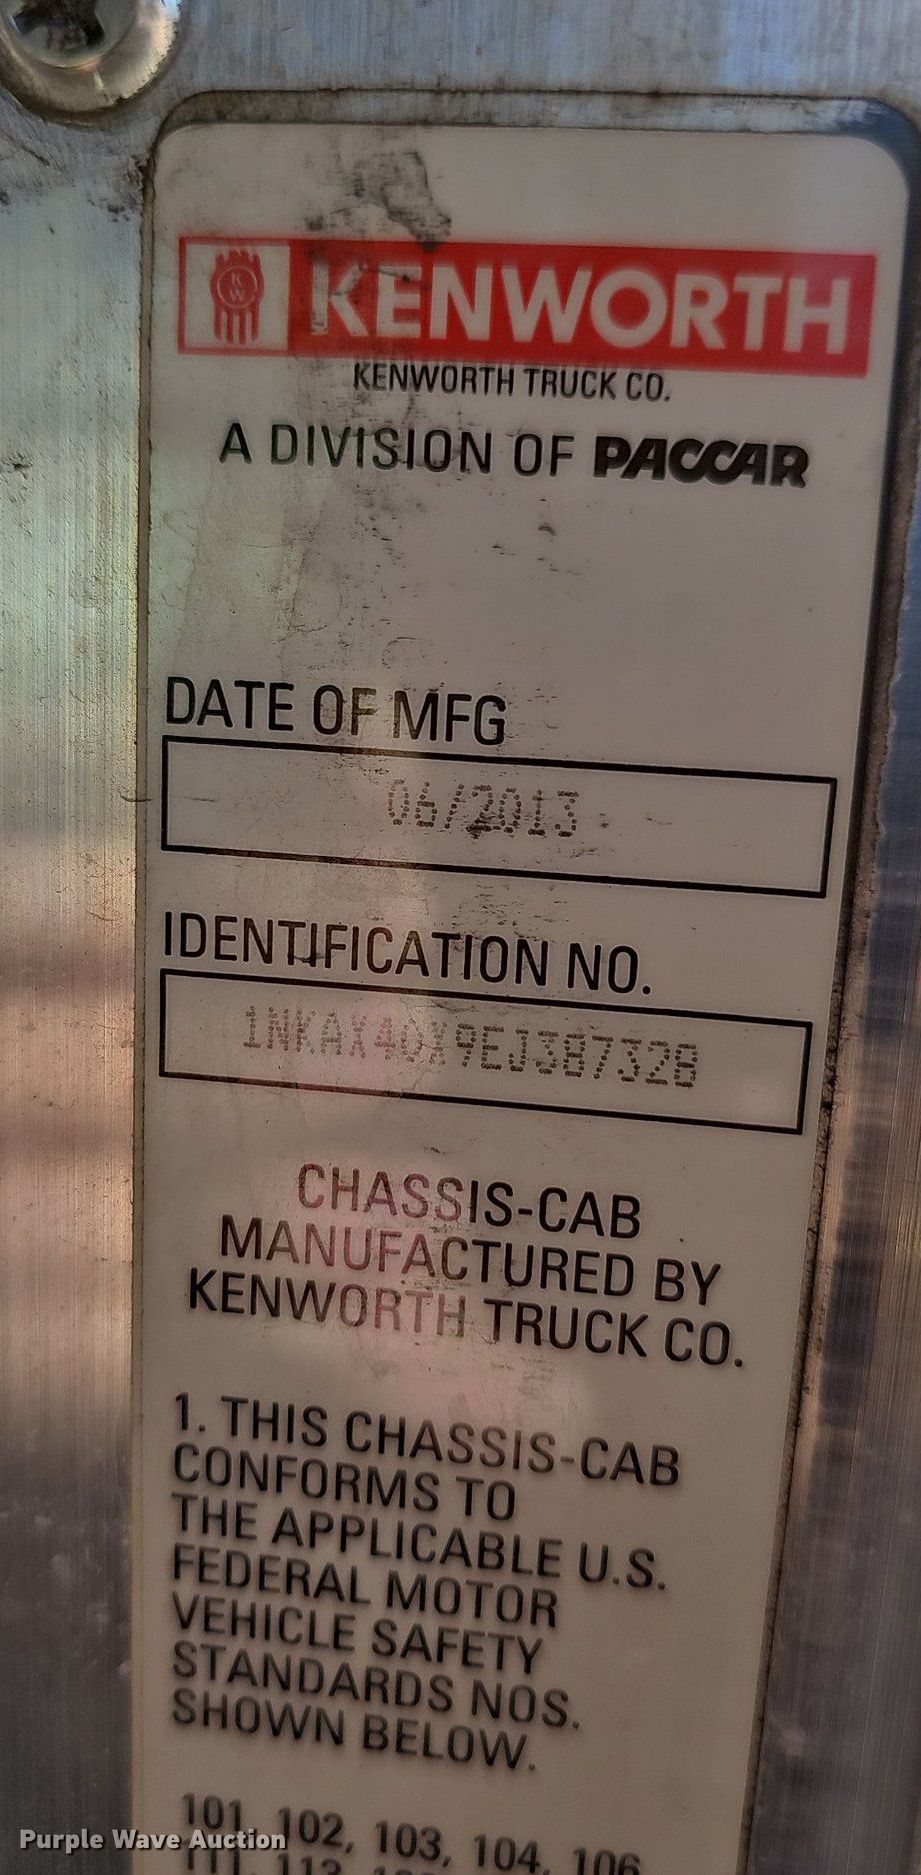 KW
KENWORTH
KENWORTH TRUCK CO.
A DIVISION OF PACCAR
DATE OF MFG
06/2013
IDENTIFICATION NO.
CHASSIS-CAB
MANUFACTURED BY
KENWORTH TRUCK CO.
1. THIS CHASSIS-CAB
CONFORMS TO
THE APPLICABLE U.S.
FEDERAL MOTOR
VEHICLE SAFETY
STANDARDS NOS.
SHOWN BELOW.
101, 102, 103, 104, 106
Purple Wave Auction